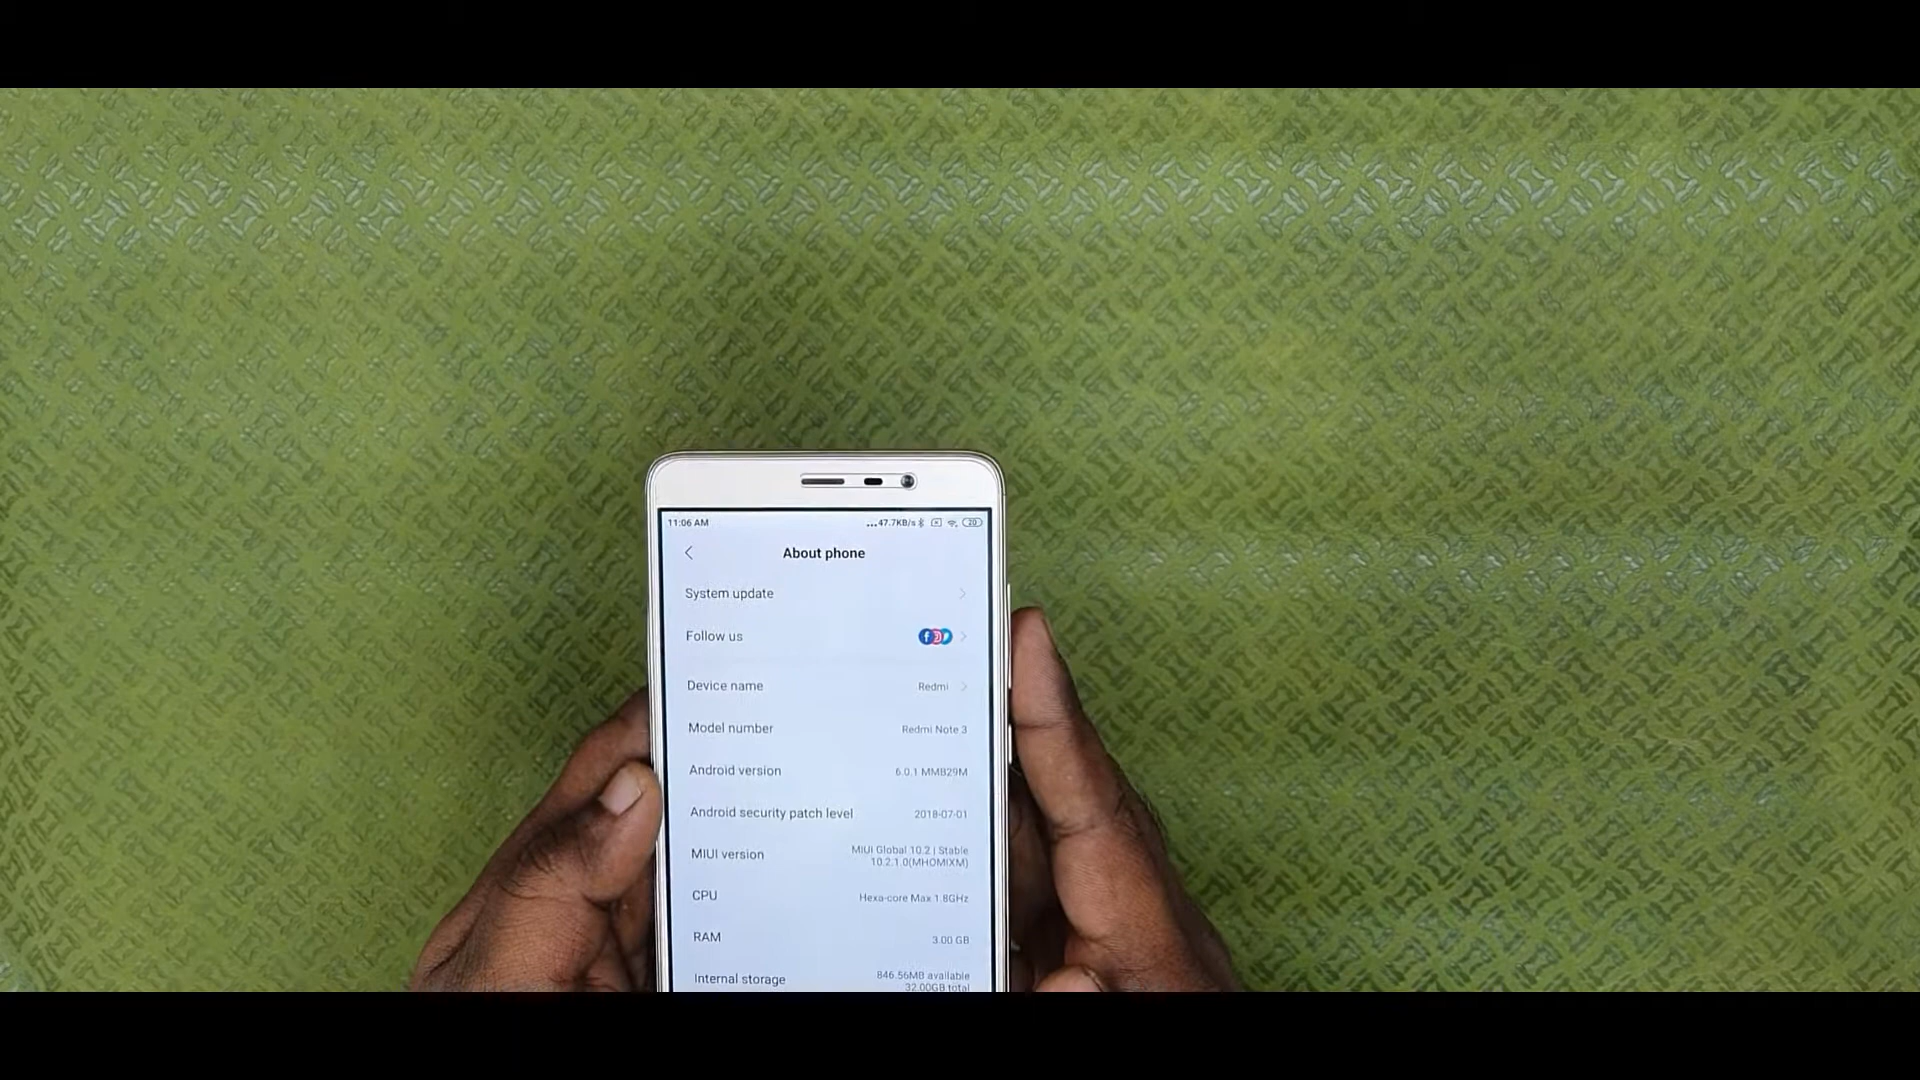 11:06 AM ...47.7KB/s 20
About phone
System update
Follow us
Device name Redmi
Model number Redmi Note 3
Android version 6.0.1 MMB29M
Android security patch level 2018-07-01
MIUI version MIUI Global 10.2 | Stable
10.2.1.0(MHOMIXM)
CPU Hexa-core Max 1.8GHz
RAM 3.00 GB
Internal storage 846.56MB available
32.00GB total